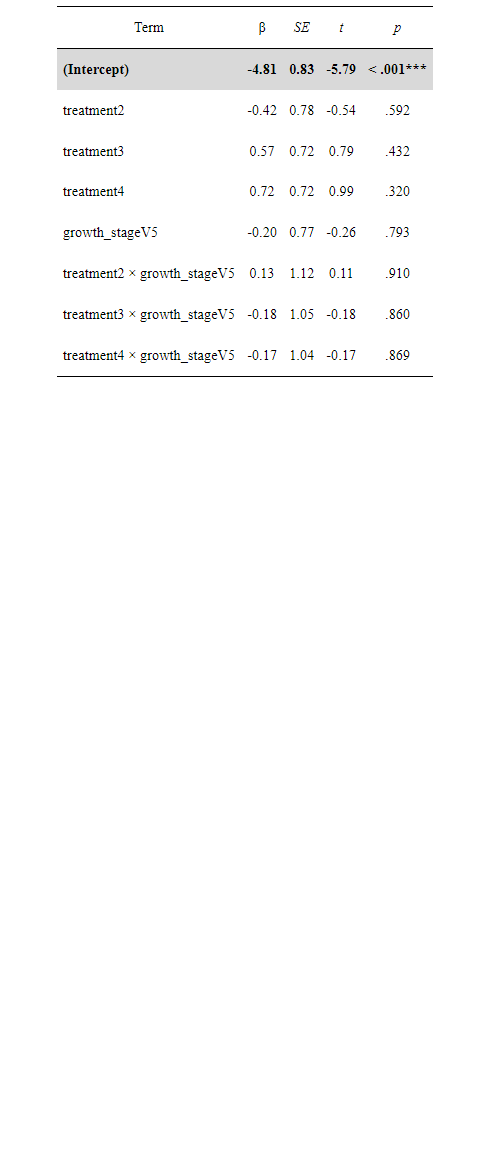 Term β SE t p
(Intercept) -4.81 0.83 -5.79 < .001***
treatment2 -0.42 0.78 -0.54 .592
treatment3 0.57 0.72 0.79 .432
treatment4 0.72 0.72 0.99 .320
growth_stageV5 -0.20 0.77 -0.26 .793
treatment2 × growth_stageV5 0.13 1.12 0.11 .910
treatment3 × growth_stageV5 -0.18 1.05 -0.18 .860
treatment4 × growth_stageV5 -0.17 1.04 -0.17 .869